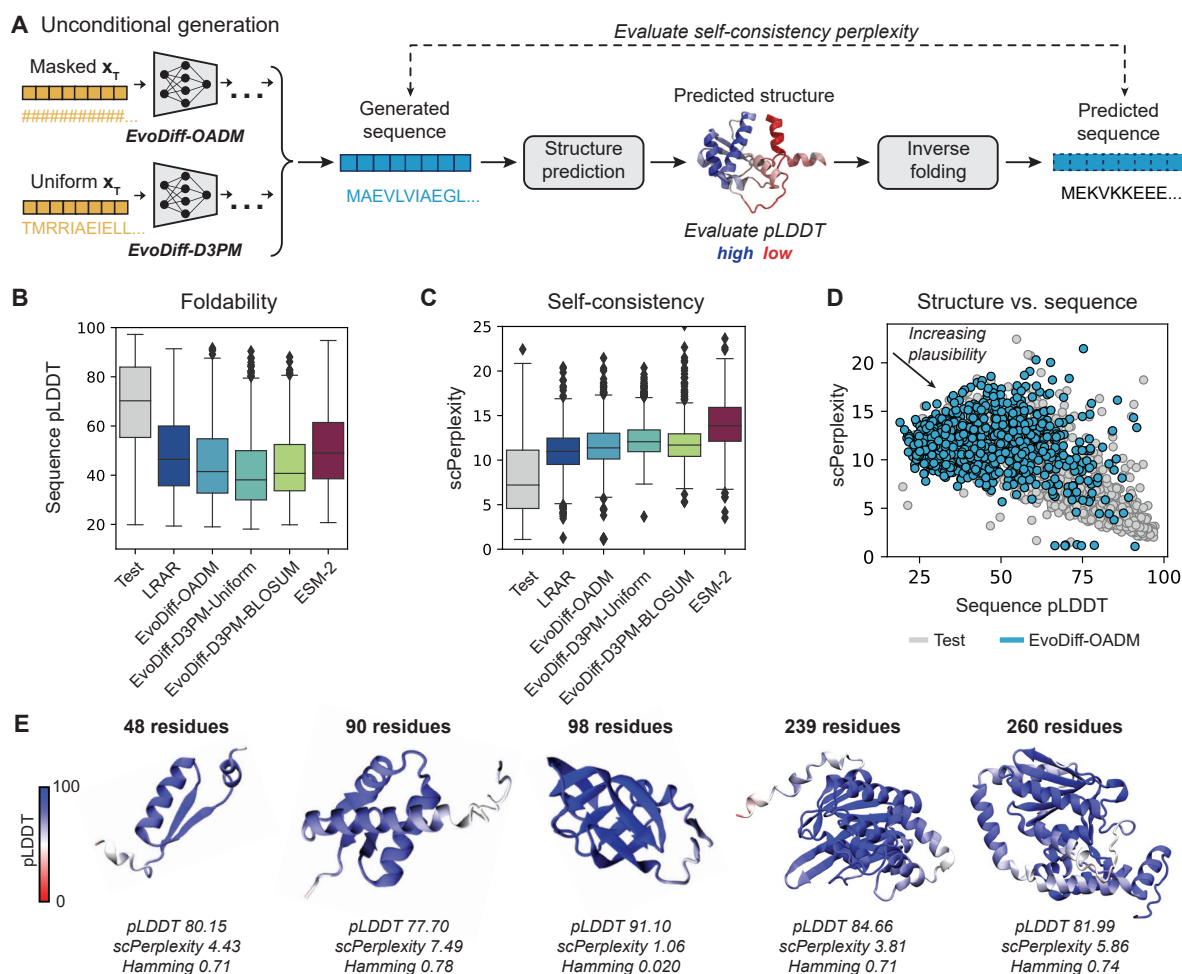 A Unconditional generation
Evaluate self-consistency perplexity
Masked x_T
###########...
EvoDiff-OADM
Uniform x_T
TMRRIAEIELL...
EvoDiff-D3PM
Generated
sequence
MAEVLVIAEGL...
Structure
prediction
Predicted structure
Evaluate pLDDT
high low
Inverse
folding
Predicted
sequence
MEKVKKEEE...
B Foldability
Sequence pLDDT
100
80
60
40
20
Test
LRAR
EvoDiff-OADM
EvoDiff-D3PM-Uniform
EvoDiff-D3PM-BLOSUM
ESM-2
C Self-consistency
scPerplexity
25
20
15
10
5
0
Test
LRAR
EvoDiff-OADM
EvoDiff-D3PM-Uniform
EvoDiff-D3PM-BLOSUM
ESM-2
D Structure vs. sequence
Increasing
plausibility
scPerplexity
20
15
10
5
0
25 50 75 100
Sequence pLDDT
Test EvoDiff-OADM
E
pLDDT
100
0
48 residues
pLDDT 80.15
scPerplexity 4.43
Hamming 0.71
90 residues
pLDDT 77.70
scPerplexity 7.49
Hamming 0.78
98 residues
pLDDT 91.10
scPerplexity 1.06
Hamming 0.020
239 residues
pLDDT 84.66
scPerplexity 3.81
Hamming 0.71
260 residues
pLDDT 81.99
scPerplexity 5.86
Hamming 0.74